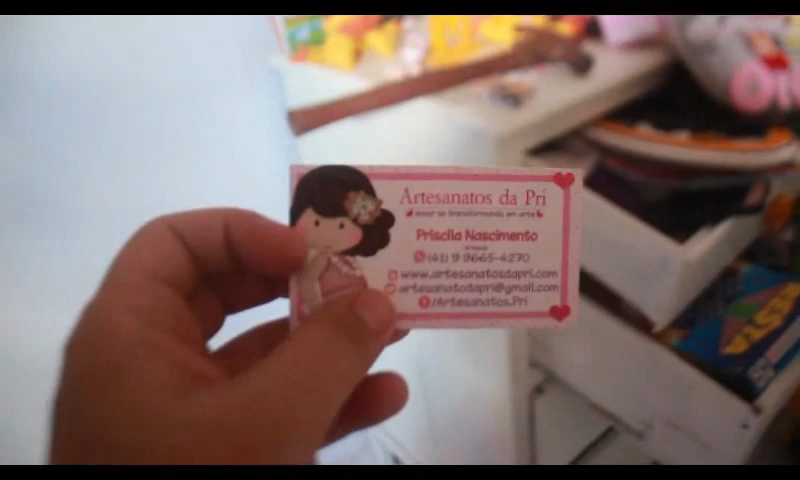 Artesanatos da Pri
Amor se transformando em arte
Priscila Nascimento
(41) 9 9665-4270
www.artesanatosdapri.com
artesanatodapri@gmail.com
/Artesanatos.Pri